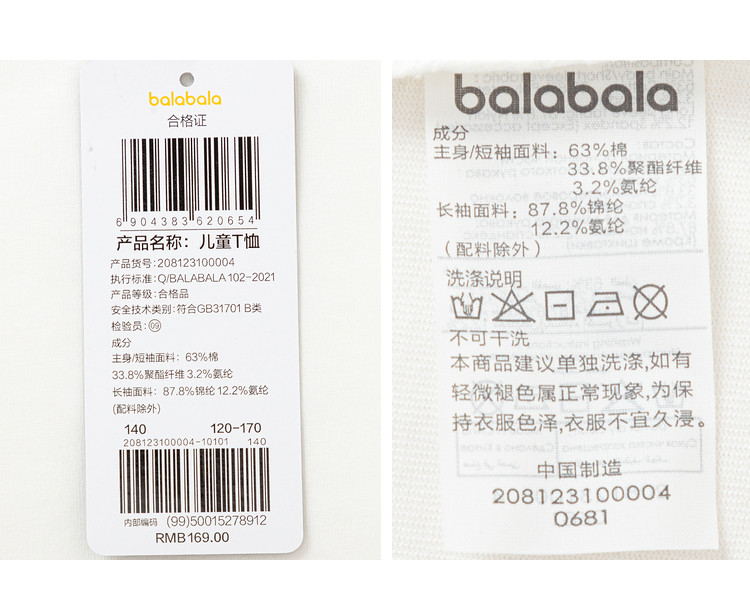 balabala
合格证
6904383620654
产品名称：儿童T恤
产品货号：208123100004
执行标准：Q/BALABALA 102-2021
产品等级：合格品
安全技术类别：符合GB31701 B类
检验员：09
成分
主身/短袖面料： 63%棉
33.8%聚酯纤维 3.2%氨纶
长袖面料： 87.8%锦纶 12.2%氨纶
(配料除外)
140 120-170
208123100004-10101 140
内部编码 (99)50015278912
RMB169.00
balabala
成分
主身/短袖面料：63%棉
33.8%聚酯纤维
3.2%氨纶
长袖面料：87.8%锦纶
12.2%氨纶
（配料除外）
洗涤说明
不可干洗
本商品建议单独洗涤,如有
轻微褪色属正常现象,为保
持衣服色泽,衣服不宜久浸。
中国制造
208123100004
0681